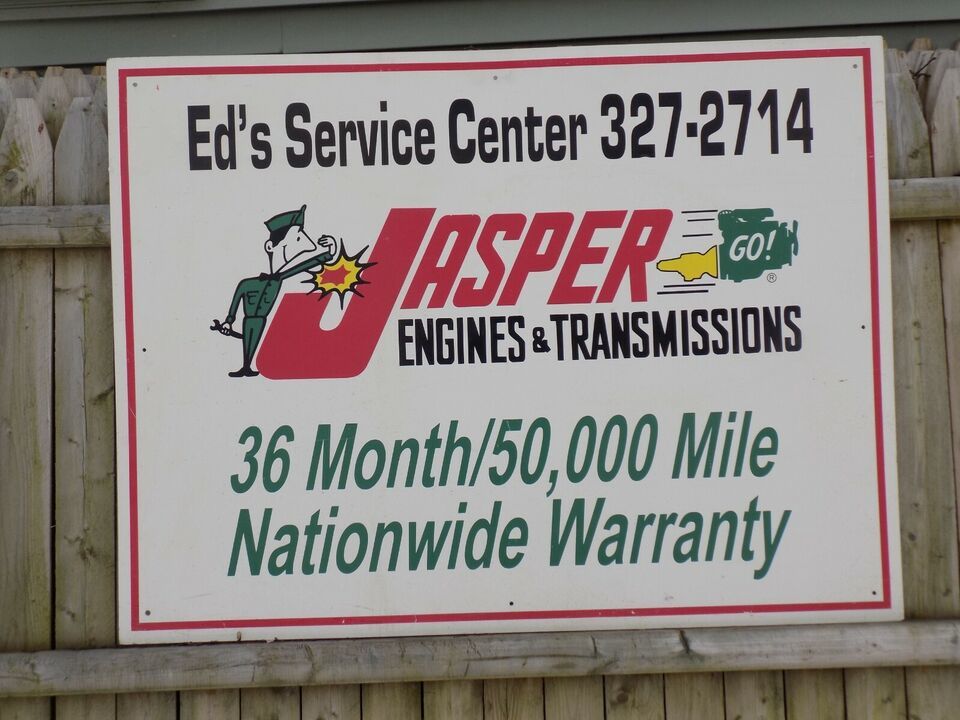 Ed's Service Center 327-2714
JASPER GO! ®
ENGINES & TRANSMISSIONS
36 Month/50,000 Mile
Nationwide Warranty